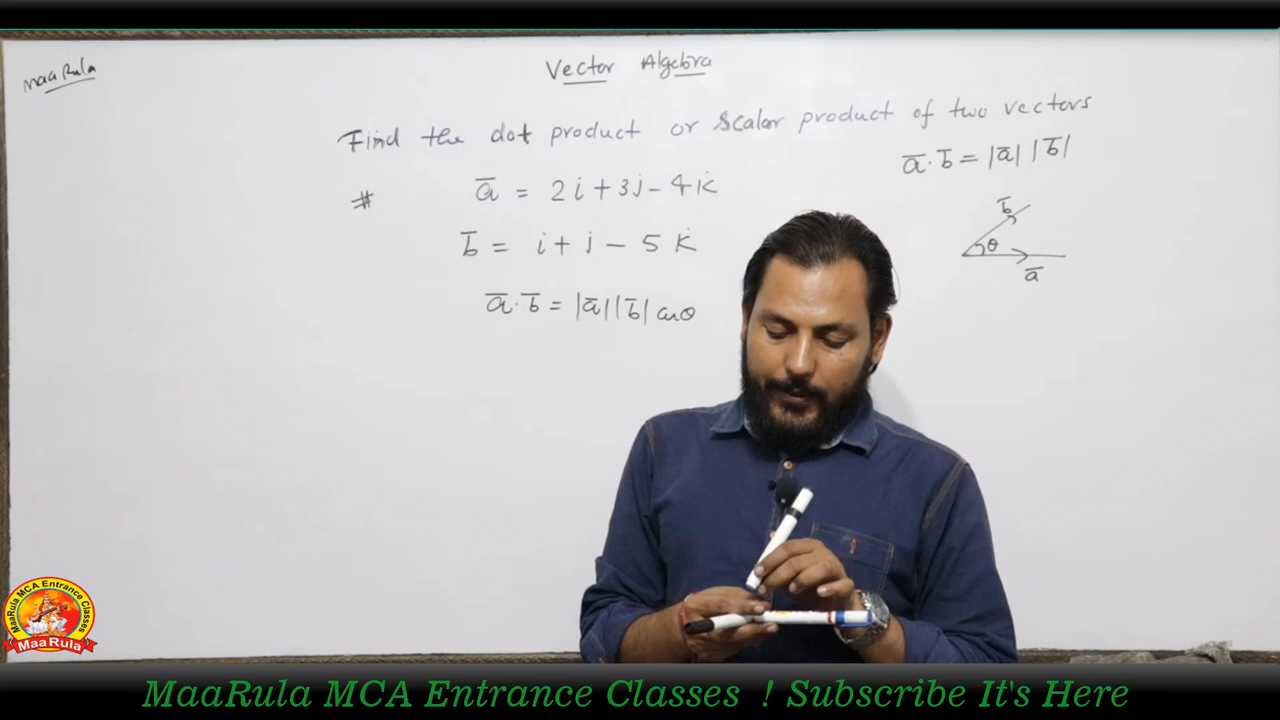 MaaRula
Vector Algebra
Find the dot product or Scalar product of two vectors
a̅·b̅ = |a̅| |b̅|
# a̅ = 2i + 3j - 4k
b̅
θ
a̅
b̅ = i + j - 5k
a̅·b̅ = |a̅||b̅| cosθ
MaaRula MCA Entrance Classes
MaaRula
MaaRula MCA Entrance Classes ! Subscribe It's Here